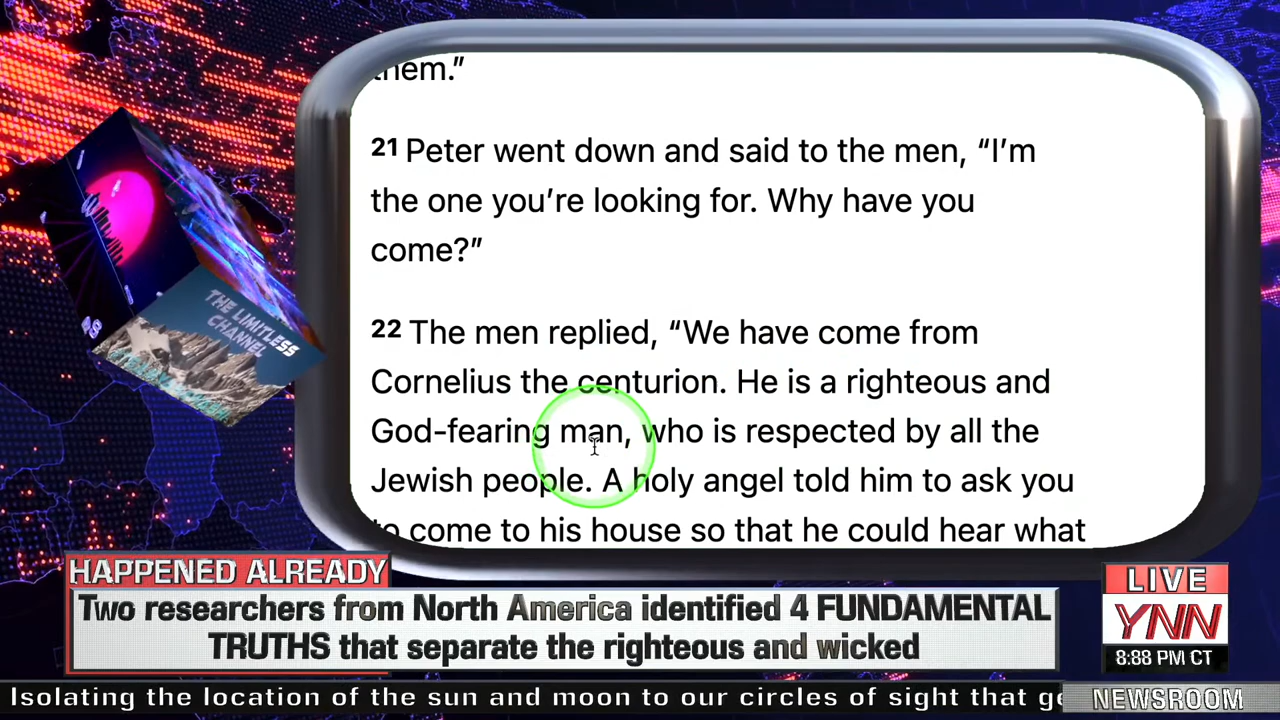 them.”
21 Peter went down and said to the men, “I’m
the one you’re looking for. Why have you
come?”
22 The men replied, “We have come from
Cornelius the centurion. He is a righteous and
God-fearing man, who is respected by all the
Jewish people. A holy angel told him to ask you
to come to his house so that he could hear what
THE LIMITLESS
CHANNEL
HAPPENED ALREADY
Two researchers from North America identified 4 FUNDAMENTAL
TRUTHS that separate the righteous and wicked
LIVE
YNN
8:88 PM CT
Isolating the location of the sun and moon to our circles of sight that ge
NEWSROOM